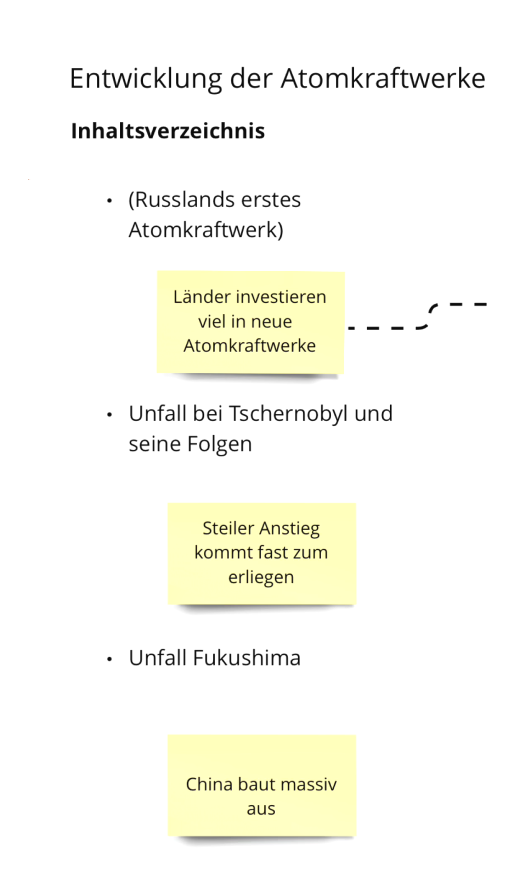 Entwicklung der Atomkraftwerke
Inhaltsverzeichnis
• (Russlands erstes
Atomkraftwerk)
Länder investieren
viel in neue
Atomkraftwerke
• Unfall bei Tschernobyl und
seine Folgen
Steiler Anstieg
kommt fast zum
erliegen
• Unfall Fukushima
China baut massiv
aus